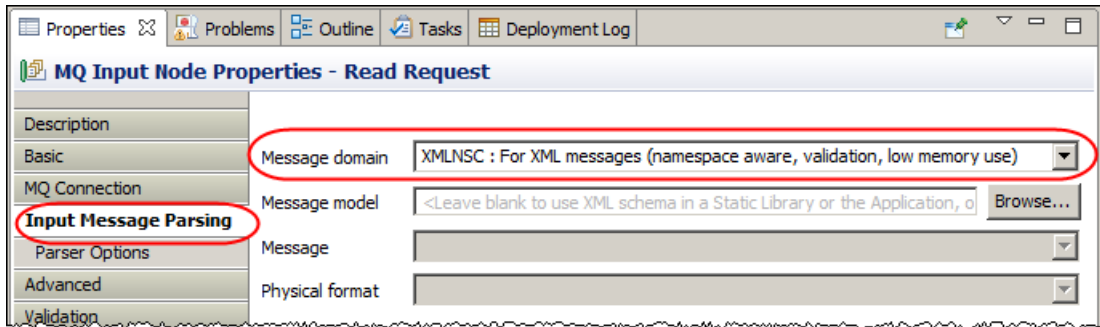 Properties Problems Outline Tasks Deployment Log
MQ Input Node Properties - Read Request
Description
Basic
Message domain XMLNSC : For XML messages (namespace aware, validation, low memory use)
MQ Connection
Message model <Leave blank to use XML schema in a Static Library or the Application, o Browse...
Input Message Parsing
Parser Options
Message
Advanced
Physical format
Validation